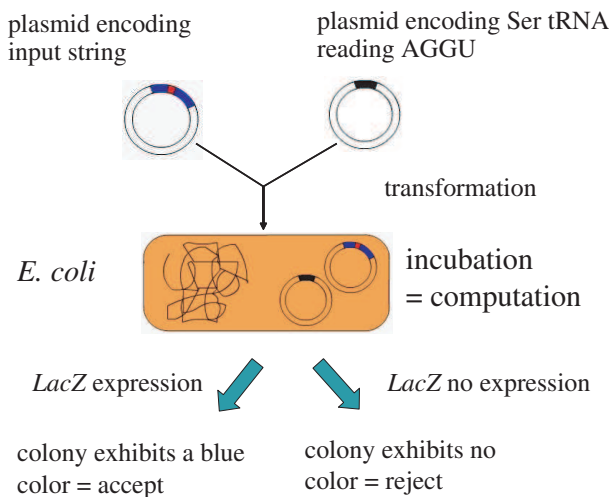 plasmid encoding
input string
plasmid encoding Ser tRNA
reading AGGU
transformation
E. coli
incubation
= computation
LacZ expression
LacZ no expression
colony exhibits a blue
color = accept
colony exhibits no
color = reject